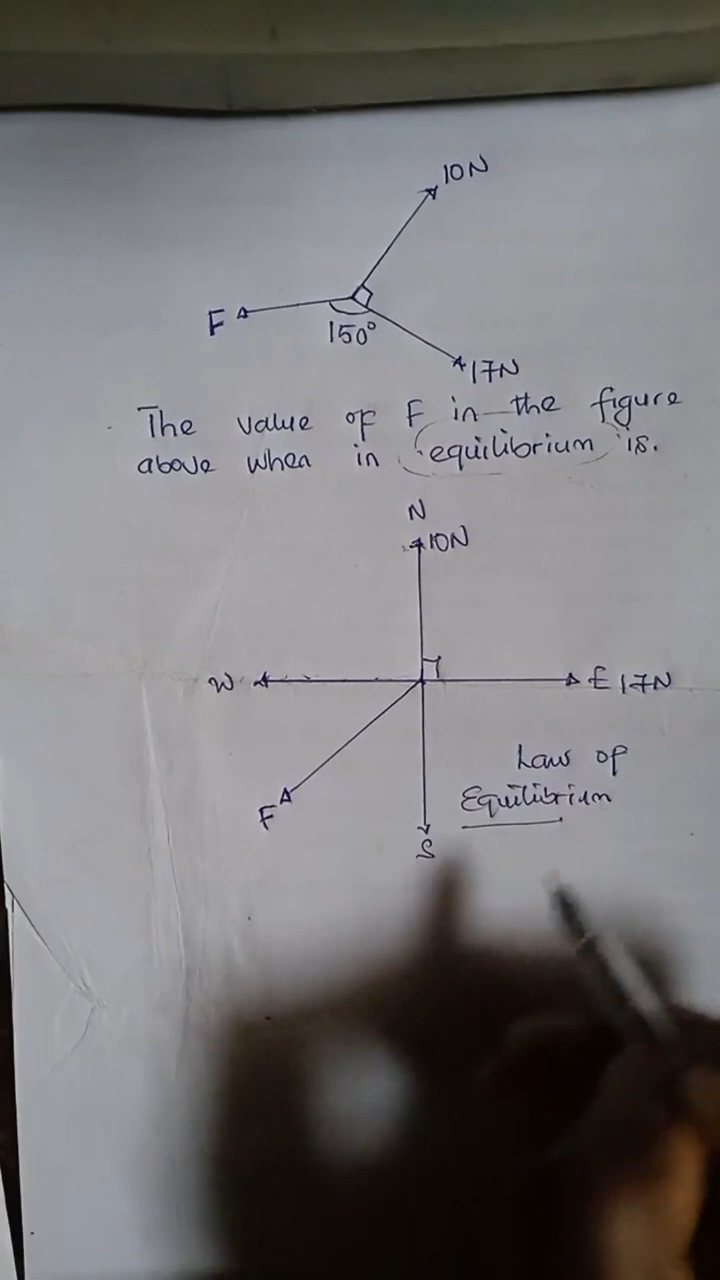 10N
F
150°
17N
The value of F in the figure
above when in equilibrium is.
N
10N
W
E 17N
Law of
Equilibrium
F
S